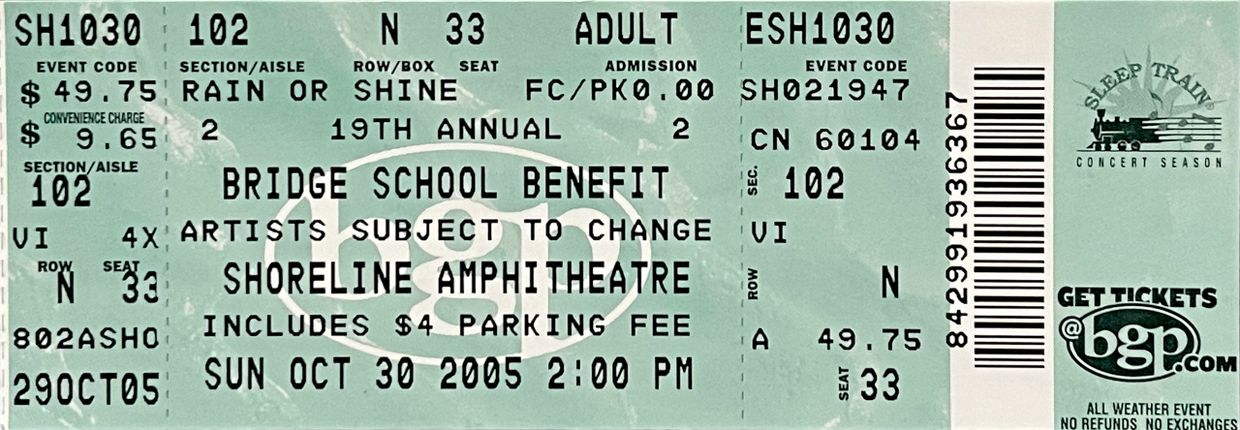 SH1030
EVENT CODE
$ 49.75
CONVENIENCE CHARGE
$ 9.65
SECTION/AISLE
102
VI 4X
ROW SEAT
N 33
802ASHO
29OCT05
102 N 33 ADULT
SECTION/AISLE ROW/BOX SEAT ADMISSION
RAIN OR SHINE FC/PK0.00
2 19TH ANNUAL 2
BRIDGE SCHOOL BENEFIT
ARTISTS SUBJECT TO CHANGE
SHORELINE AMPHITHEATRE
INCLUDES $4 PARKING FEE
SUN OCT 30 2005 2:00 PM
bgp
ESH1030
EVENT CODE
SH021947
CN 60104
SEC. 102
VI
ROW N
A 49.75
SEAT 33
842991936367
SLEEP TRAIN
CONCERT SEASON
GET TICKETS
@bgp.COM
ALL WEATHER EVENT
NO REFUNDS NO EXCHANGES